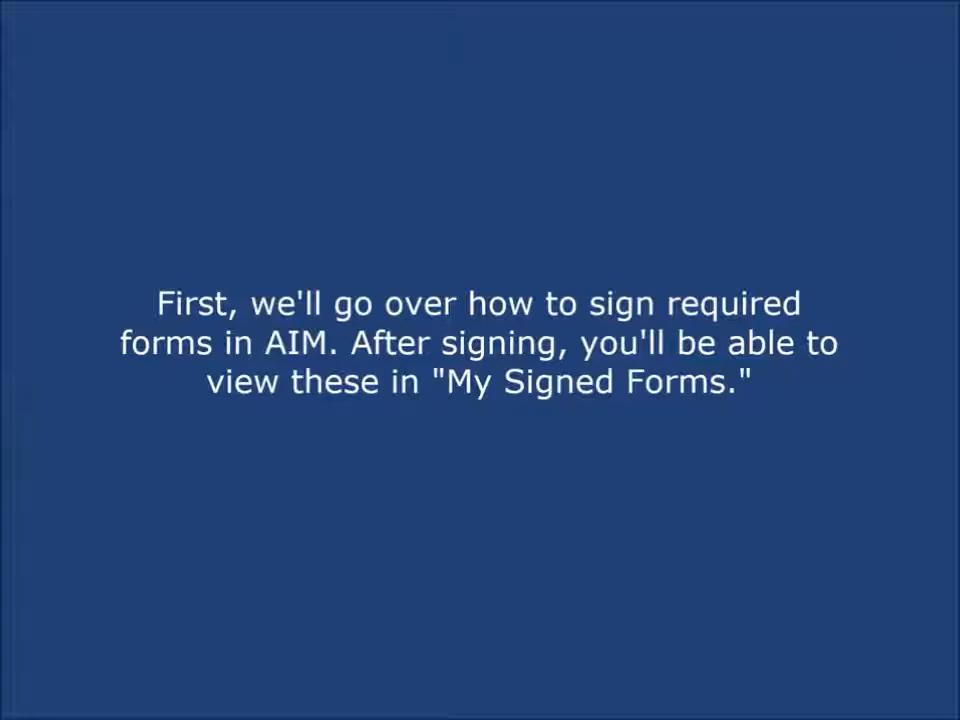 First, we'll go over how to sign required
forms in AIM. After signing, you'll be able to
view these in "My Signed Forms."